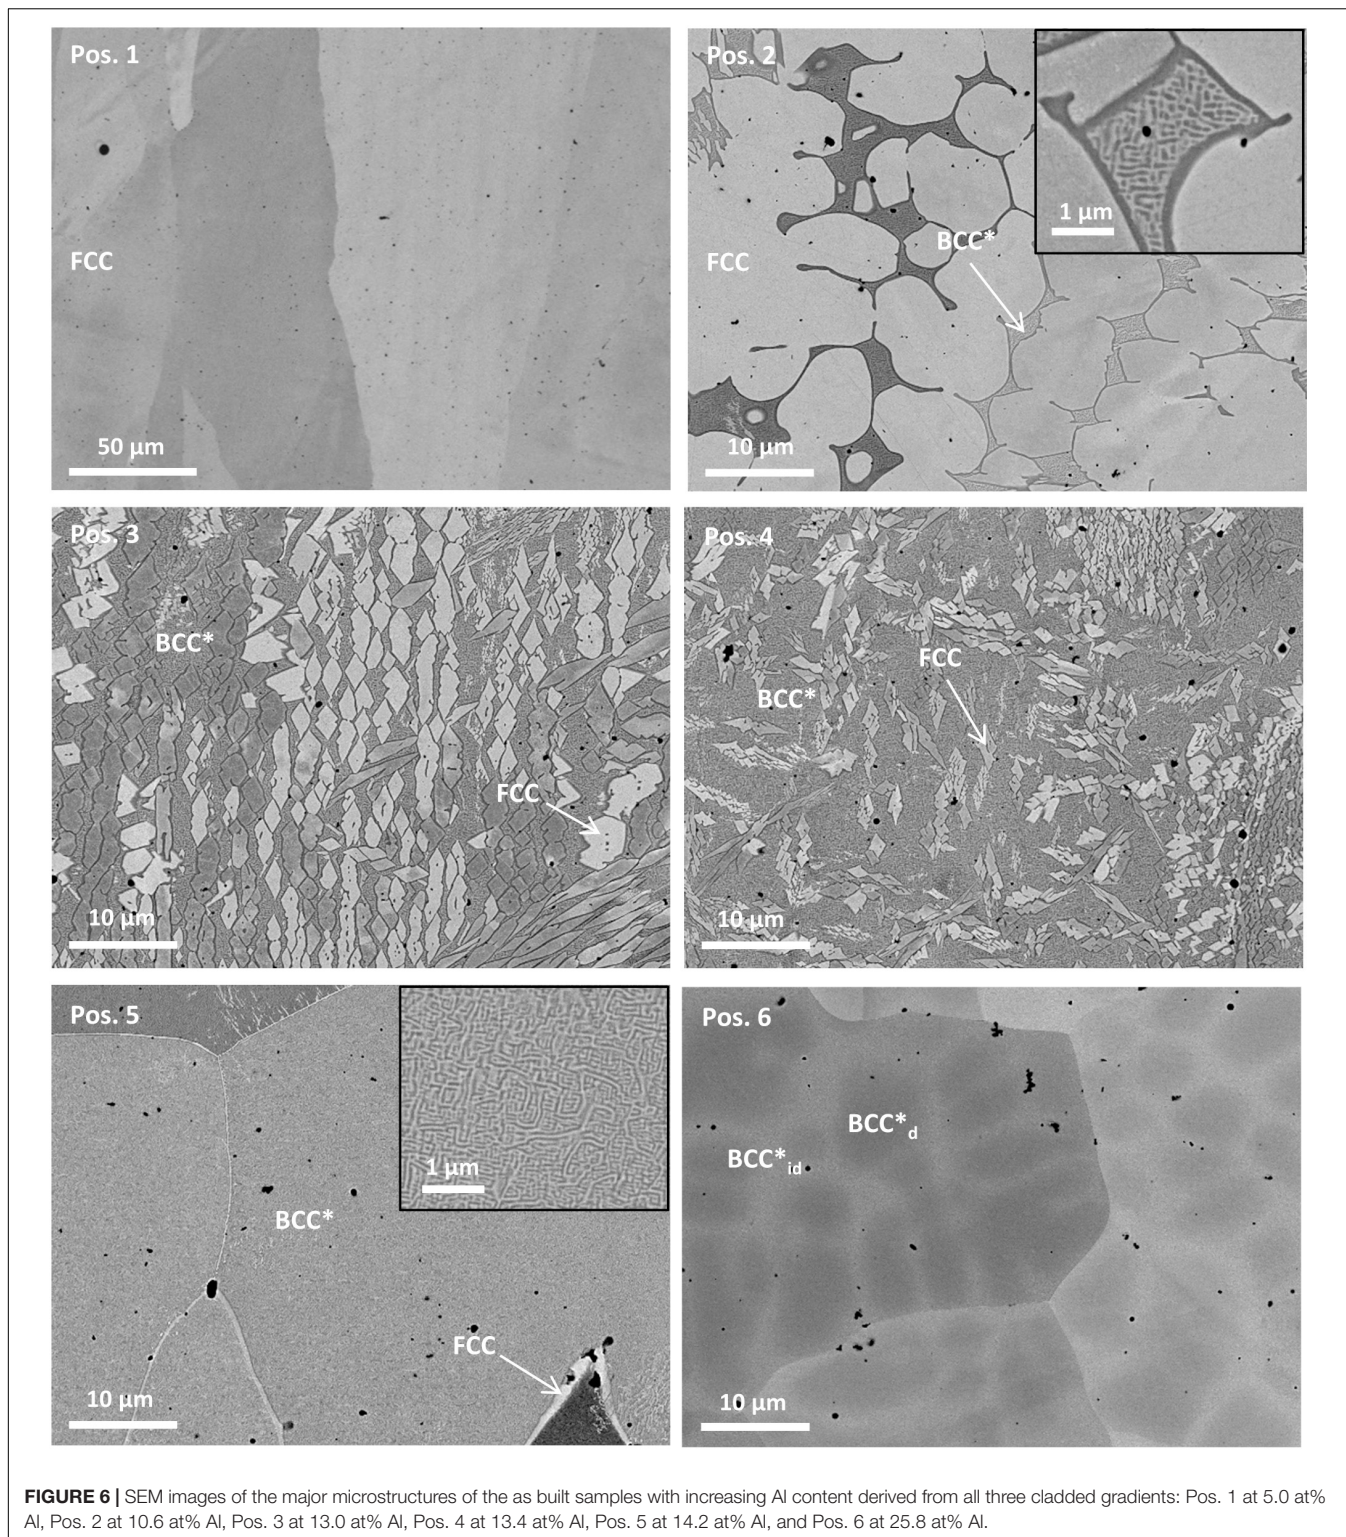 Pos. 1
FCC
50 µm
Pos. 2
BCC*
FCC
1 µm
10 µm
Pos. 3
BCC*
FCC
10 µm
Pos. 4
FCC
BCC*
10 µm
Pos. 5
BCC*
1 µm
FCC
10 µm
Pos. 6
BCC*d
BCC*id
10 µm
FIGURE 6 | SEM images of the major microstructures of the as built samples with increasing Al content derived from all three cladded gradients: Pos. 1 at 5.0 at%
Al, Pos. 2 at 10.6 at% Al, Pos. 3 at 13.0 at% Al, Pos. 4 at 13.4 at% Al, Pos. 5 at 14.2 at% Al, and Pos. 6 at 25.8 at% Al.